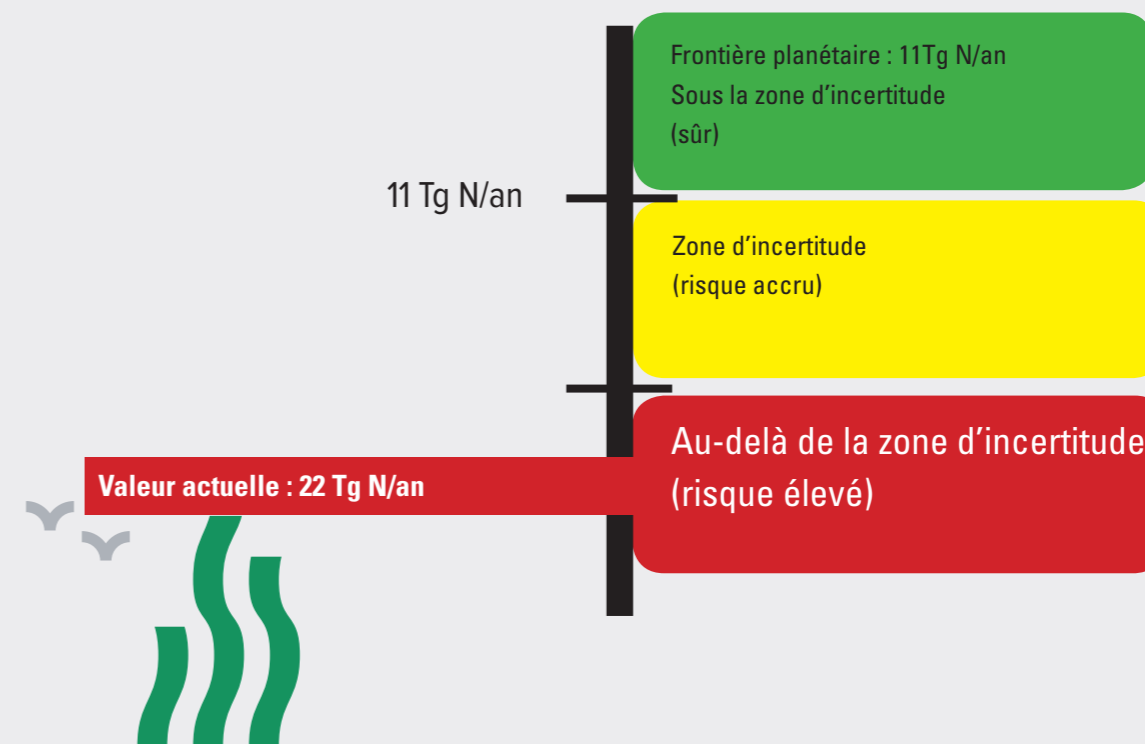 Frontière planétaire : 11Tg N/an
Sous la zone d’incertitude
(sûr)
11 Tg N/an
Zone d’incertitude
(risque accru)
Au-delà de la zone d’incertitude
(risque élevé)
Valeur actuelle : 22 Tg N/an